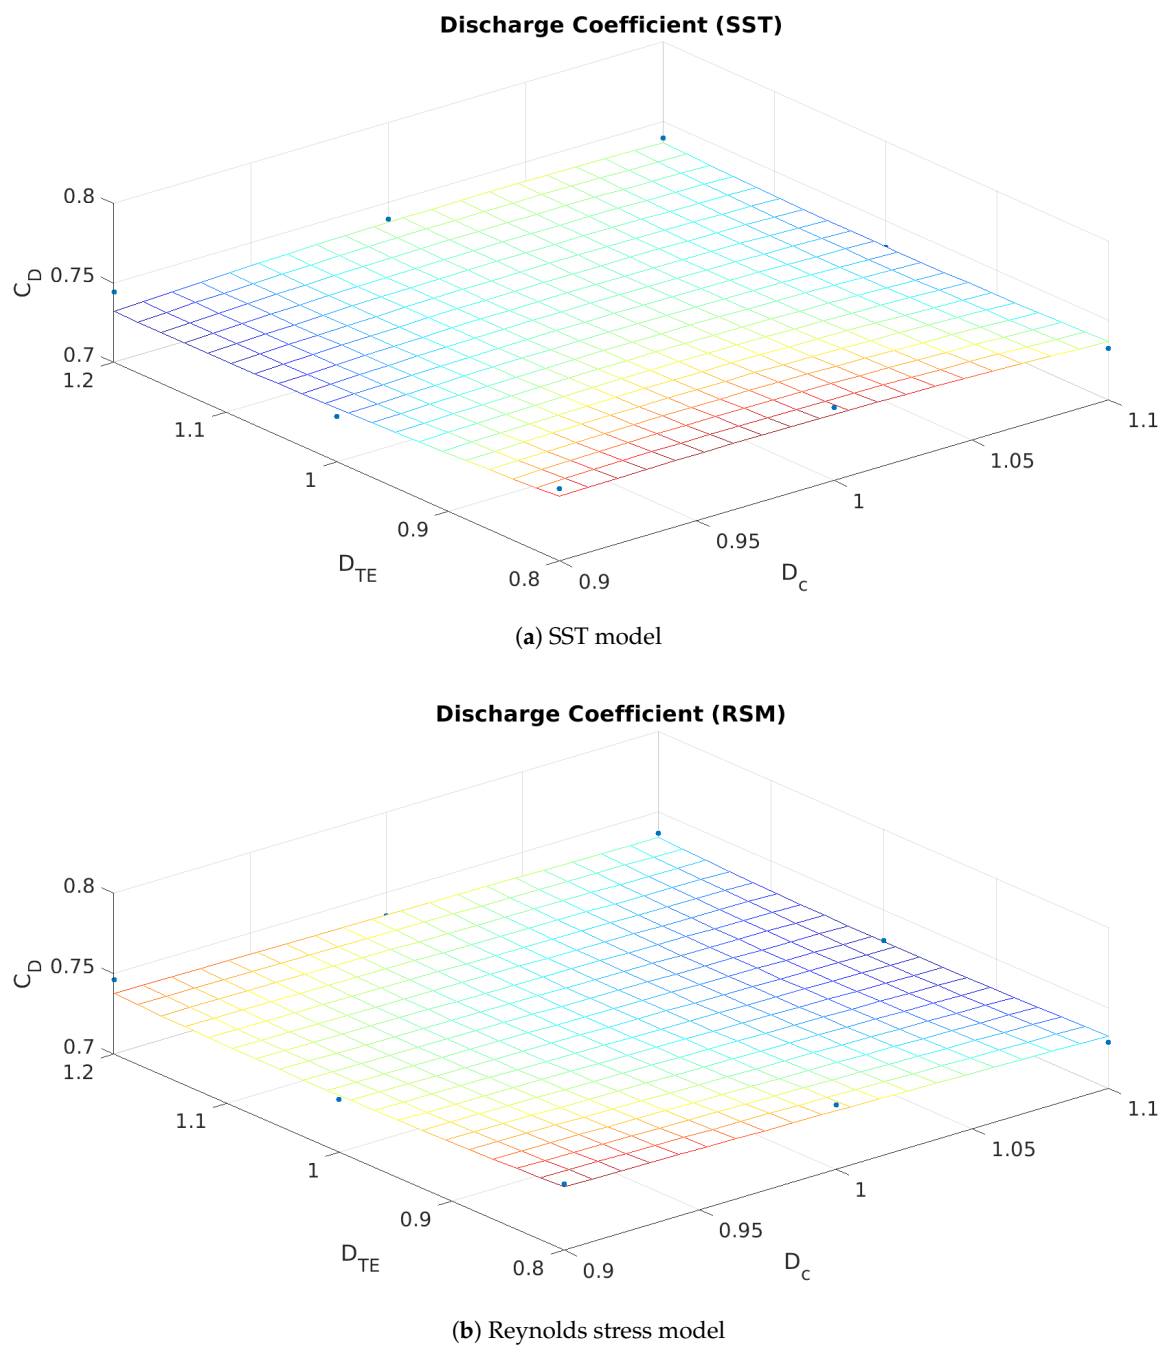 Discharge Coefficient (SST)
0.8
0.75
0.7
C_D
1.2
1.1
1
0.9
0.8
D_TE
0.9
0.95
1
1.05
1.1
D_c
(a) SST model
Discharge Coefficient (RSM)
0.8
0.75
0.7
C_D
1.2
1.1
1
0.9
0.8
D_TE
0.9
0.95
1
1.05
1.1
D_c
(b) Reynolds stress model